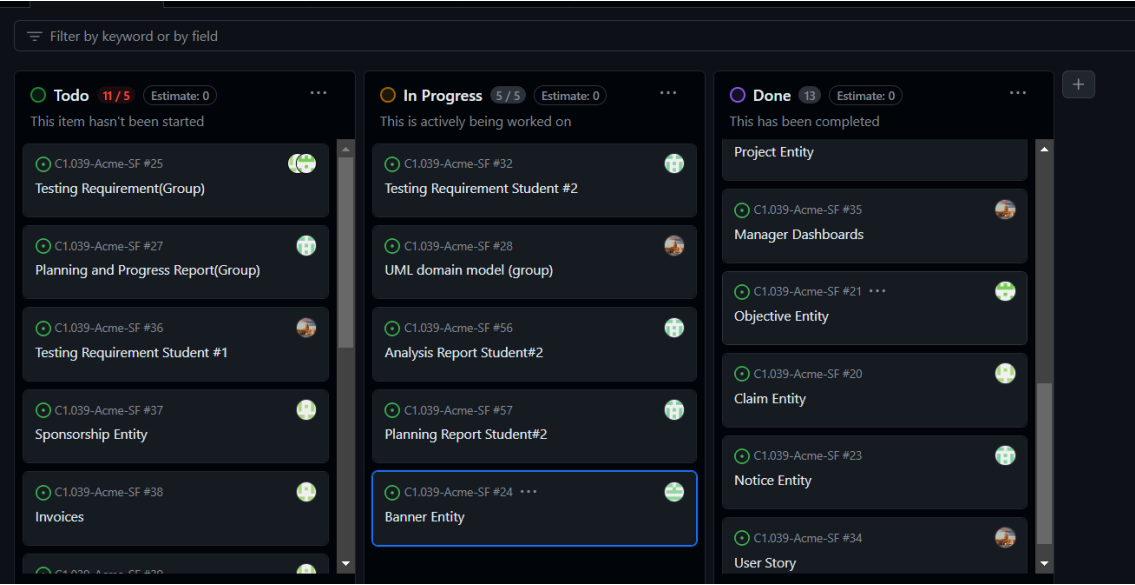 Filter by keyword or by field
Todo 11 / 5 Estimate: 0
This item hasn't been started
C1.039-Acme-SF #25
Testing Requirement(Group)
C1.039-Acme-SF #27
Planning and Progress Report(Group)
C1.039-Acme-SF #36
Testing Requirement Student #1
C1.039-Acme-SF #37
Sponsorship Entity
C1.039-Acme-SF #38
Invoices
C1.039-Acme-SF #39
In Progress 5 / 5 Estimate: 0
This is actively being worked on
C1.039-Acme-SF #32
Testing Requirement Student #2
C1.039-Acme-SF #28
UML domain model (group)
C1.039-Acme-SF #56
Analysis Report Student#2
C1.039-Acme-SF #57
Planning Report Student#2
C1.039-Acme-SF #24
Banner Entity
Done 13 Estimate: 0
This has been completed
Project Entity
C1.039-Acme-SF #35
Manager Dashboards
C1.039-Acme-SF #21
Objective Entity
C1.039-Acme-SF #20
Claim Entity
C1.039-Acme-SF #23
Notice Entity
C1.039-Acme-SF #34
User Story